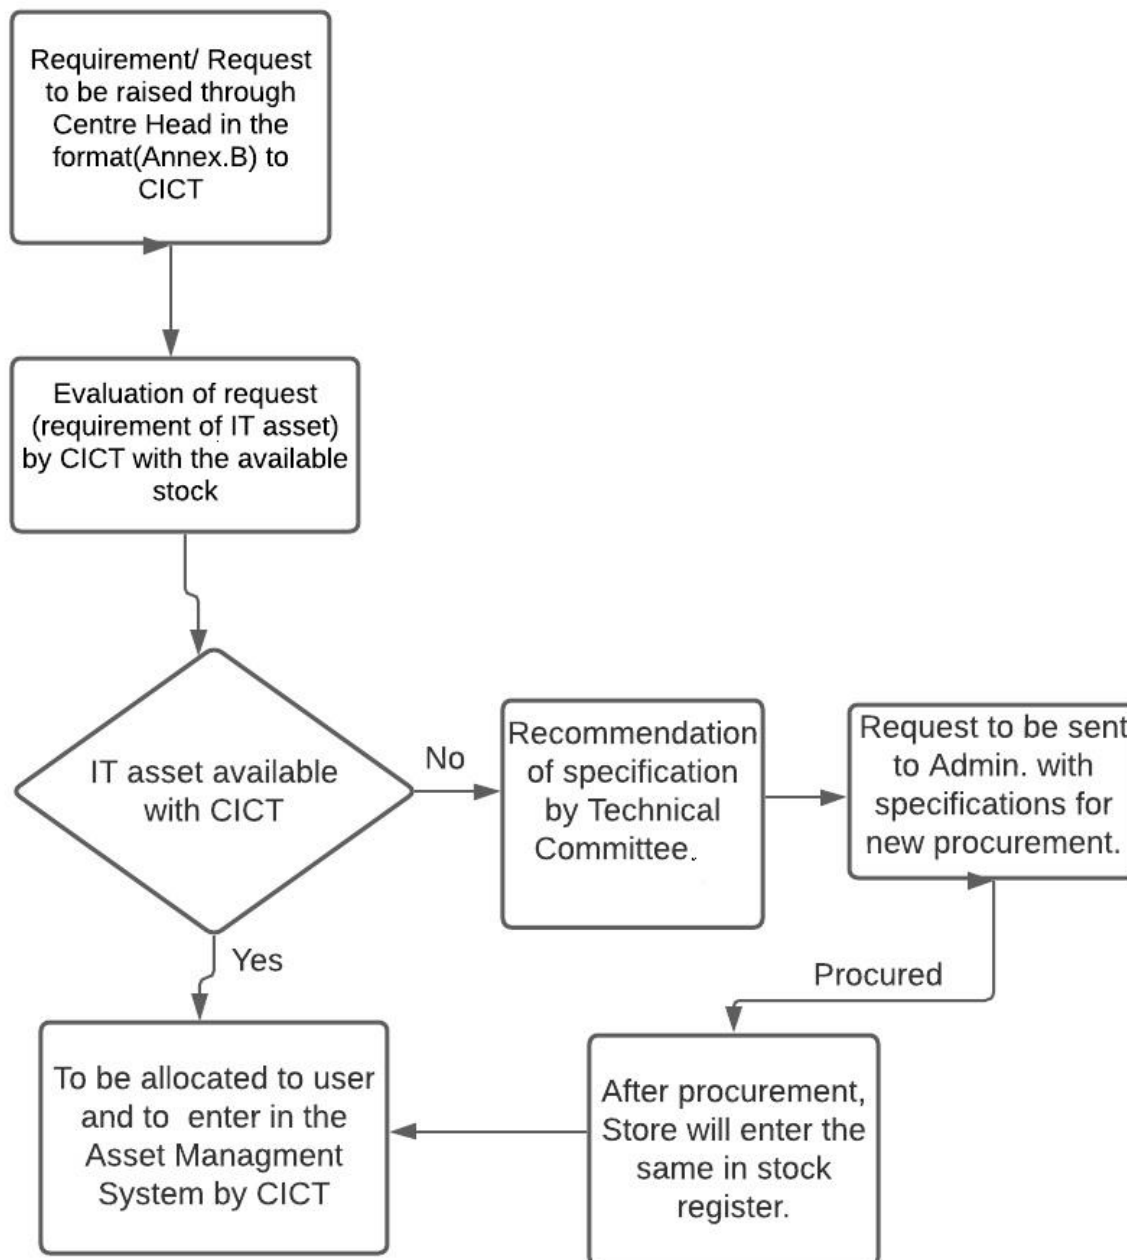 Requirement/ Request
to be raised through
Centre Head in the
format(Annex.B) to
CICT
Evaluation of request
(requirement of IT asset)
by CICT with the available
stock
IT asset available
with CICT
No
Recommendation
of specification
by Technical
Committee.
Request to be sent
to Admin. with
specifications for
new procurement.
Yes
Procured
To be allocated to user
and to enter in the
Asset Managment
System by CICT
After procurement,
Store will enter the
same in stock
register.